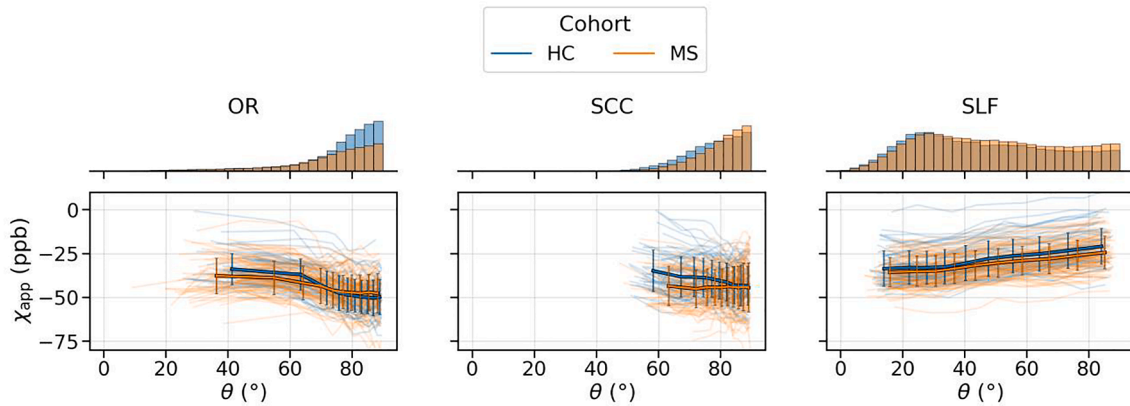 Cohort
HC MS
OR SCC SLF
0
−25
−50
−75
χapp (ppb)
0 20 40 60 80 0 20 40 60 80 0 20 40 60 80
θ (°) θ (°) θ (°)